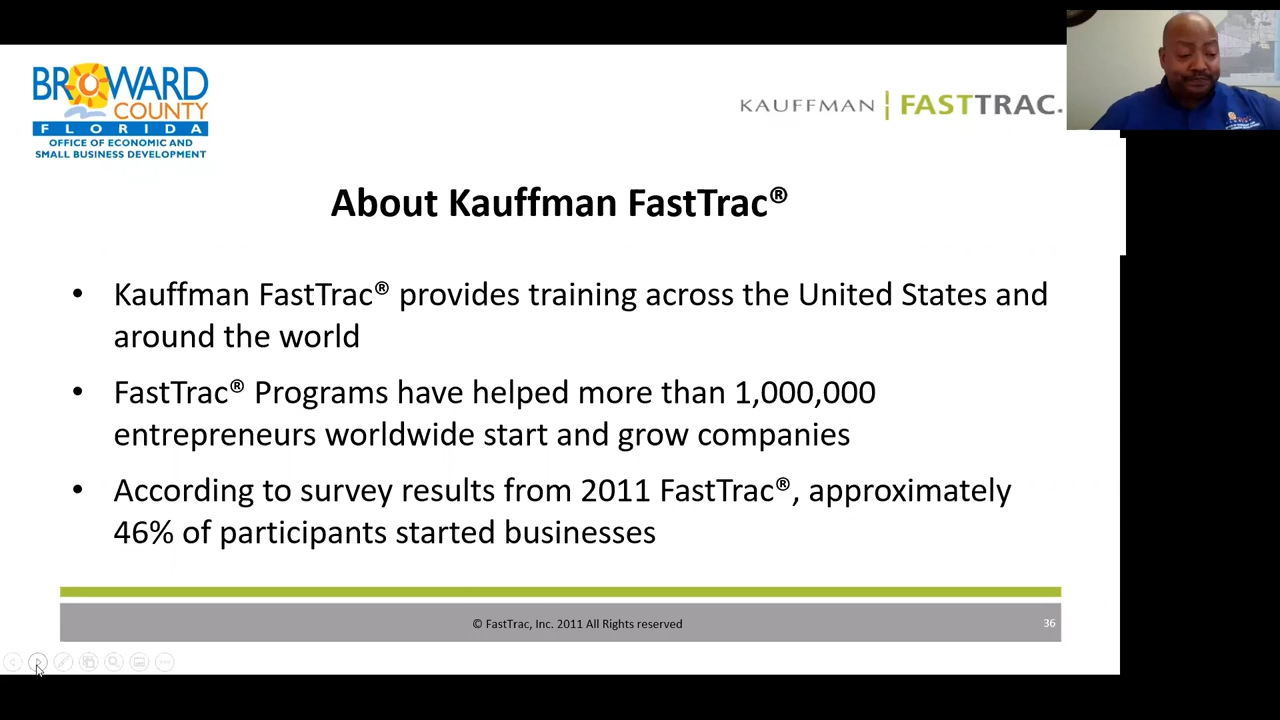 BROWARD
COUNTY
FLORIDA
OFFICE OF ECONOMIC AND
SMALL BUSINESS DEVELOPMENT
KAUFFMAN | FASTTRAC.
About Kauffman FastTrac®
• Kauffman FastTrac® provides training across the United States and
around the world
• FastTrac® Programs have helped more than 1,000,000
entrepreneurs worldwide start and grow companies
• According to survey results from 2011 FastTrac®, approximately
46% of participants started businesses
© FastTrac, Inc. 2011 All Rights reserved
36